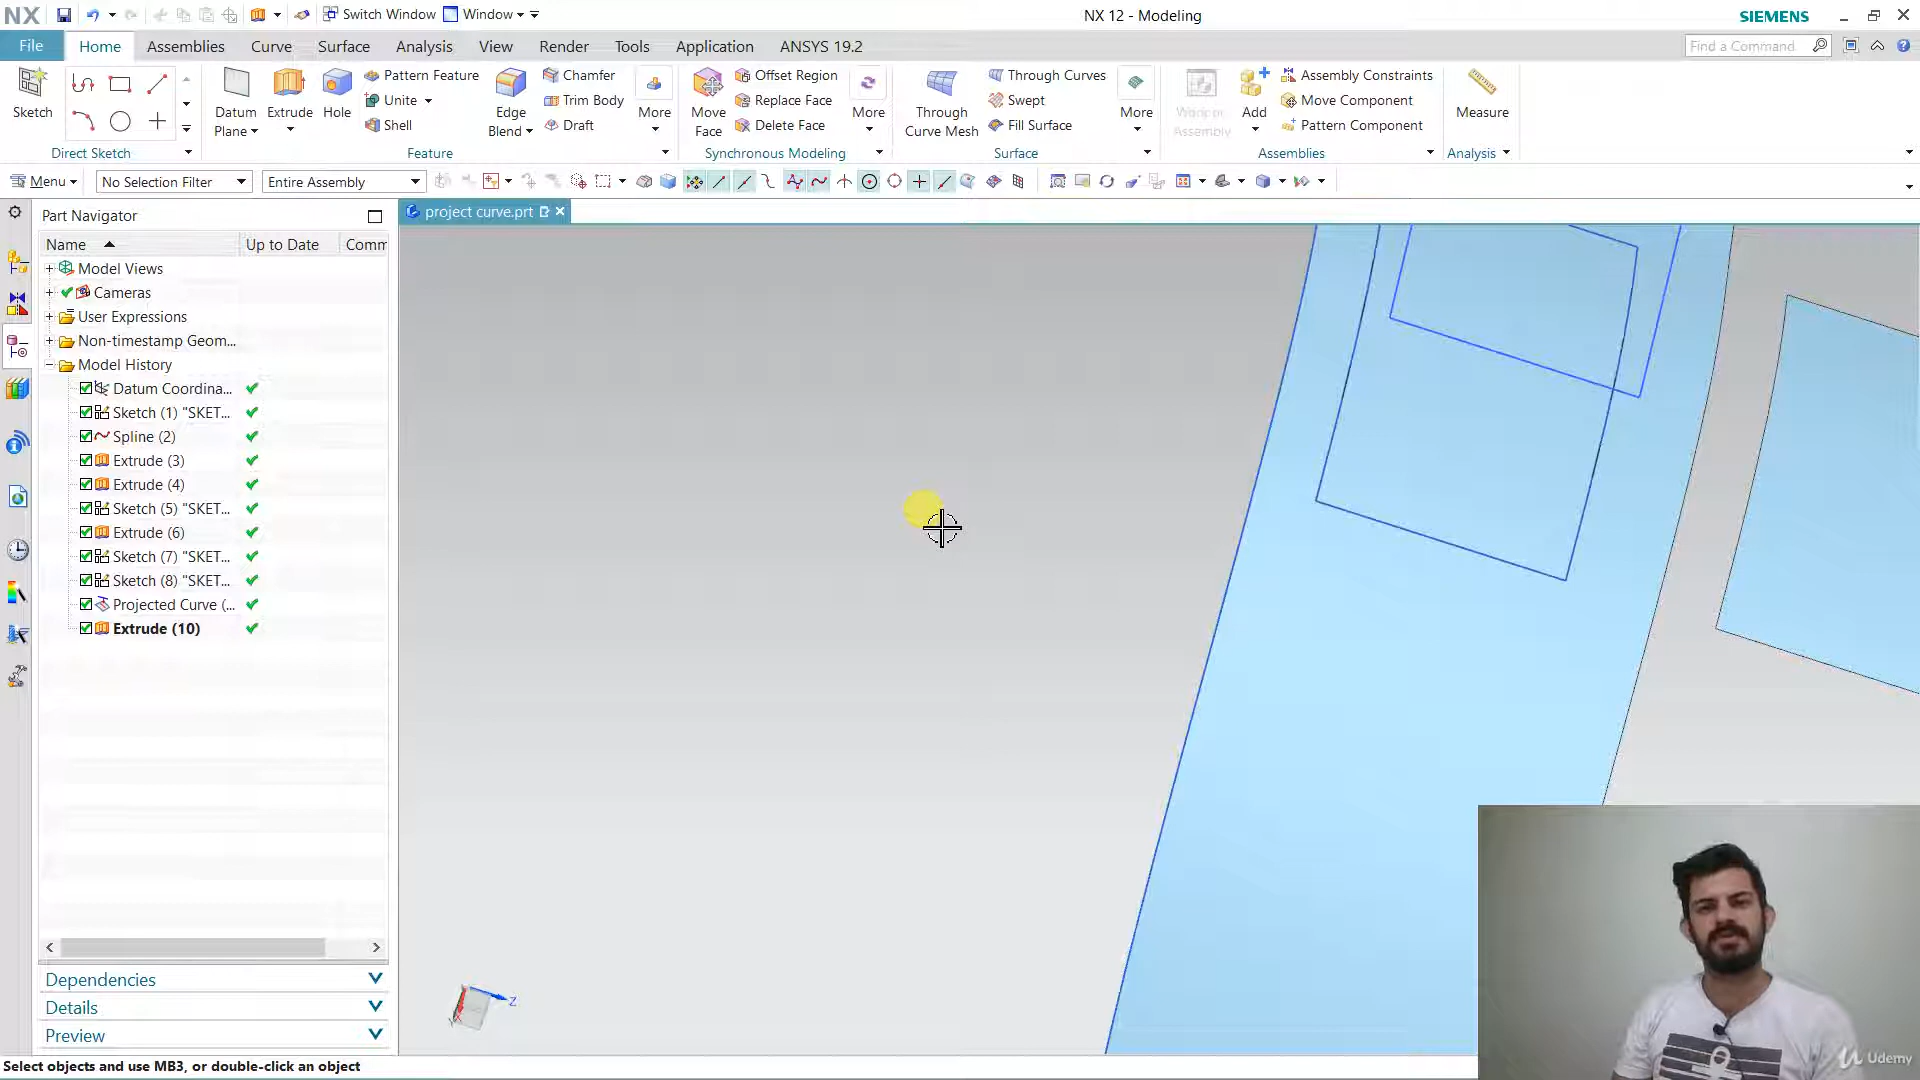 NX
Switch Window
Window
NX 12 - Modeling
SIEMENS
File
Home
Assemblies
Curve
Surface
Analysis
View
Render
Tools
Application
ANSYS 19.2
Find a Command
Sketch
Direct Sketch
Datum
Plane
Extrude
Hole
Pattern Feature
Unite
Shell
Edge
Blend
Chamfer
Trim Body
Draft
More
Feature
Move
Face
Offset Region
Replace Face
Delete Face
More
Synchronous Modeling
Through
Curve Mesh
Through Curves
Swept
Fill Surface
More
Surface
Work on
Assembly
Add
Assembly Constraints
Move Component
Pattern Component
Assemblies
Measure
Analysis
Menu
No Selection Filter
Entire Assembly
Part Navigator
project curve.prt
Name
Up to Date
Comm
Model Views
Cameras
User Expressions
Non-timestamp Geom...
Model History
Datum Coordina...
Sketch (1) "SKET...
Spline (2)
Extrude (3)
Extrude (4)
Sketch (5) "SKET...
Extrude (6)
Sketch (7) "SKET...
Sketch (8) "SKET...
Projected Curve (...
Extrude (10)
Dependencies
Details
Preview
Z
Select objects and use MB3, or double-click an object
Udemy